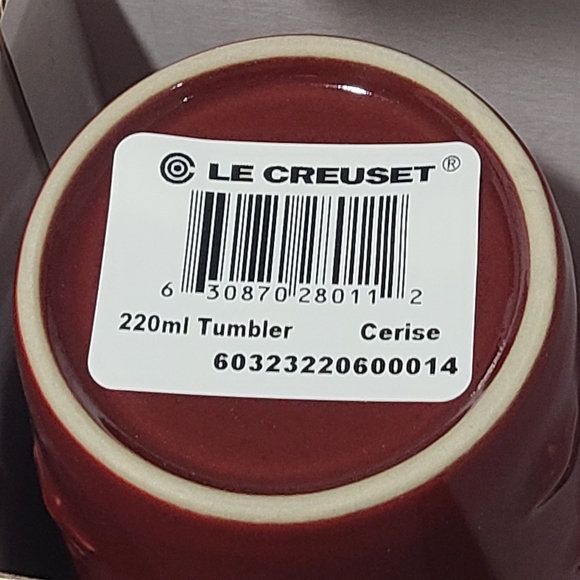 LE CREUSET®
6 30870 28011 2
220ml Tumbler Cerise
60323220600014